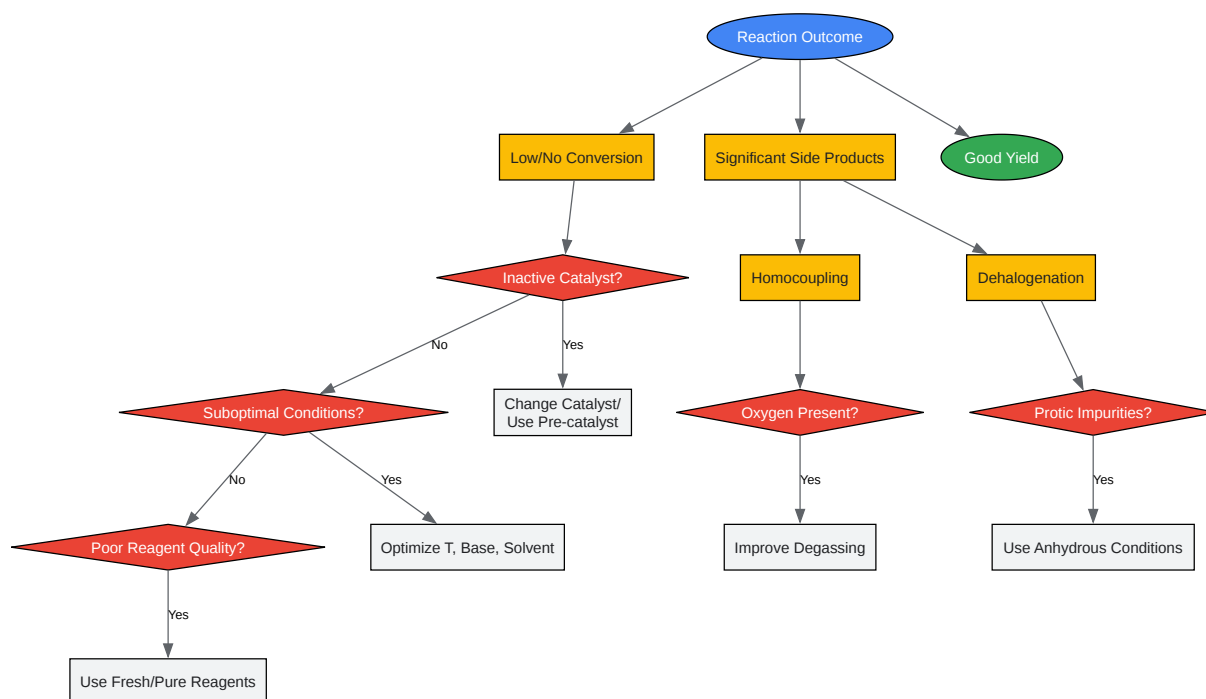 Reaction Outcome
Low/No Conversion
Significant Side Products
Good Yield
Inactive Catalyst?
Homocoupling
Dehalogenation
No
Yes
Suboptimal Conditions?
Change Catalyst/
Use Pre-catalyst
Oxygen Present?
Protic Impurities?
No
Yes
Yes
Yes
Poor Reagent Quality?
Optimize T, Base, Solvent
Improve Degassing
Use Anhydrous Conditions
Yes
Use Fresh/Pure Reagents